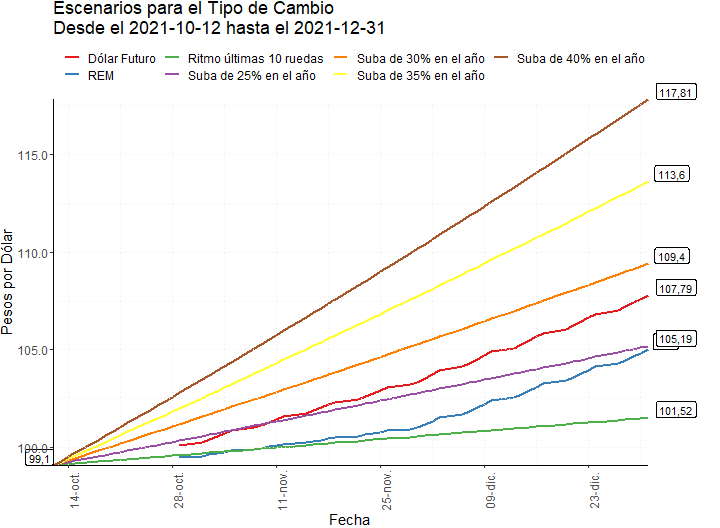 Escenarios para el Tipo de Cambio
Desde el 2021-10-12 hasta el 2021-12-31
Dólar Futuro
Ritmo últimas 10 ruedas
Suba de 30% en el año
Suba de 40% en el año
REM
Suba de 25% en el año
Suba de 35% en el año
117,81
115.0
113,6
110.0
109,4
107,79
105.0
105,19
101,52
100.0
99,1
Pesos por Dólar
14-oct.
28-oct.
11-nov.
25-nov.
09-dic.
23-dic.
Fecha